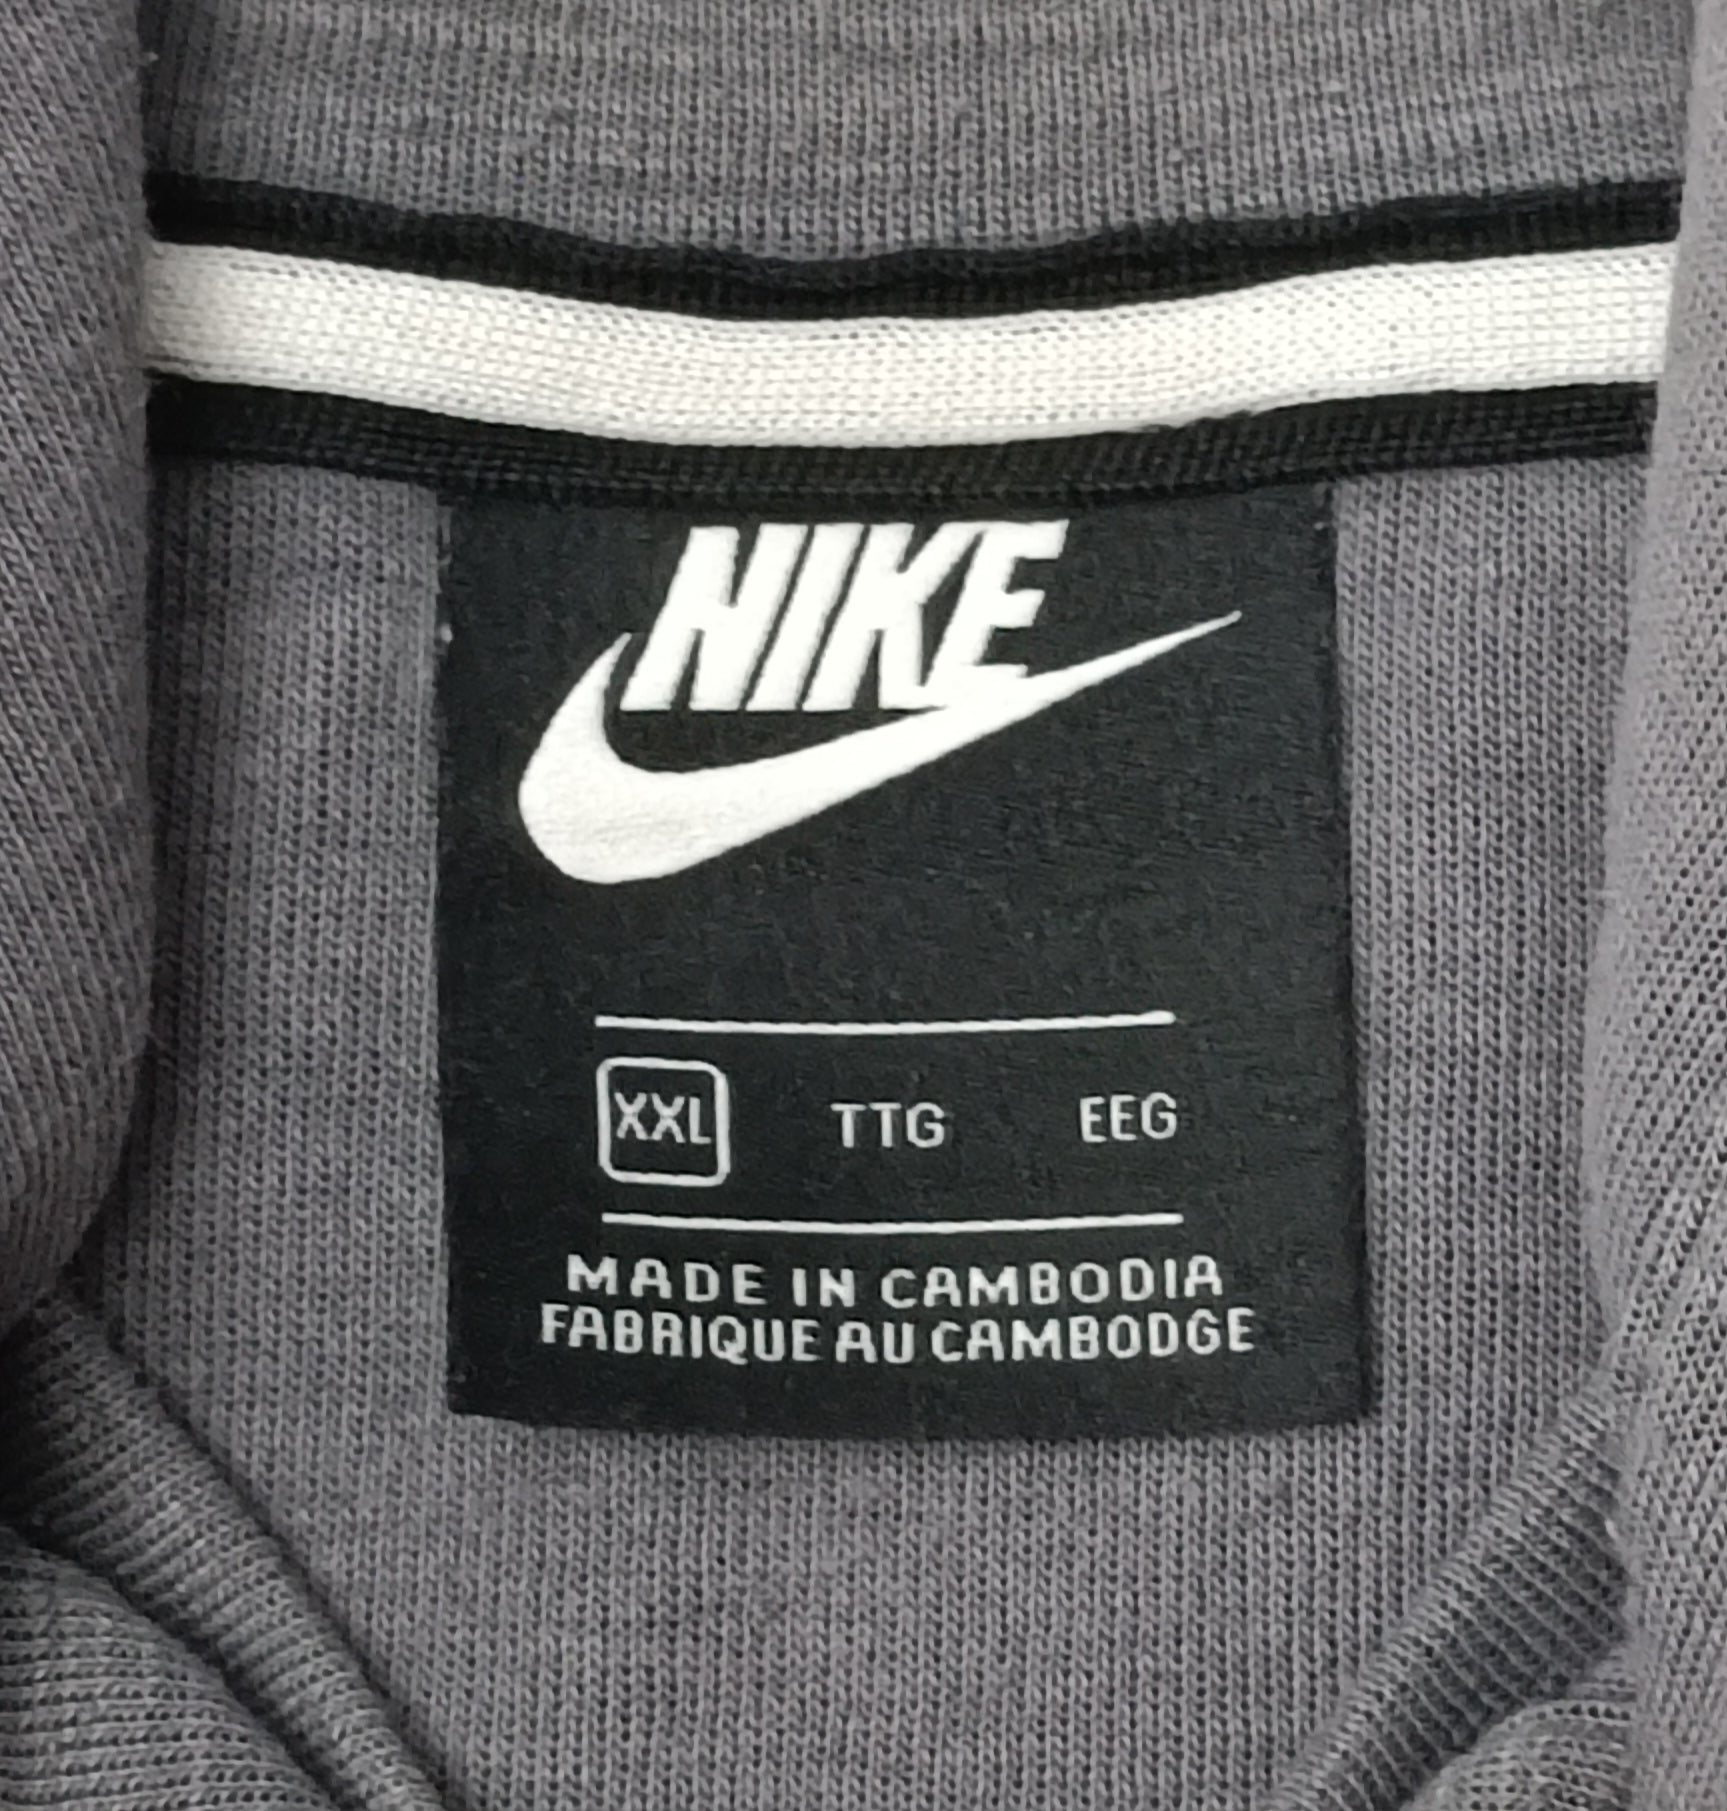 NIKE
XXL TTG EEG
MADE IN CAMBODIA
FABRIQUE AU CAMBODGE